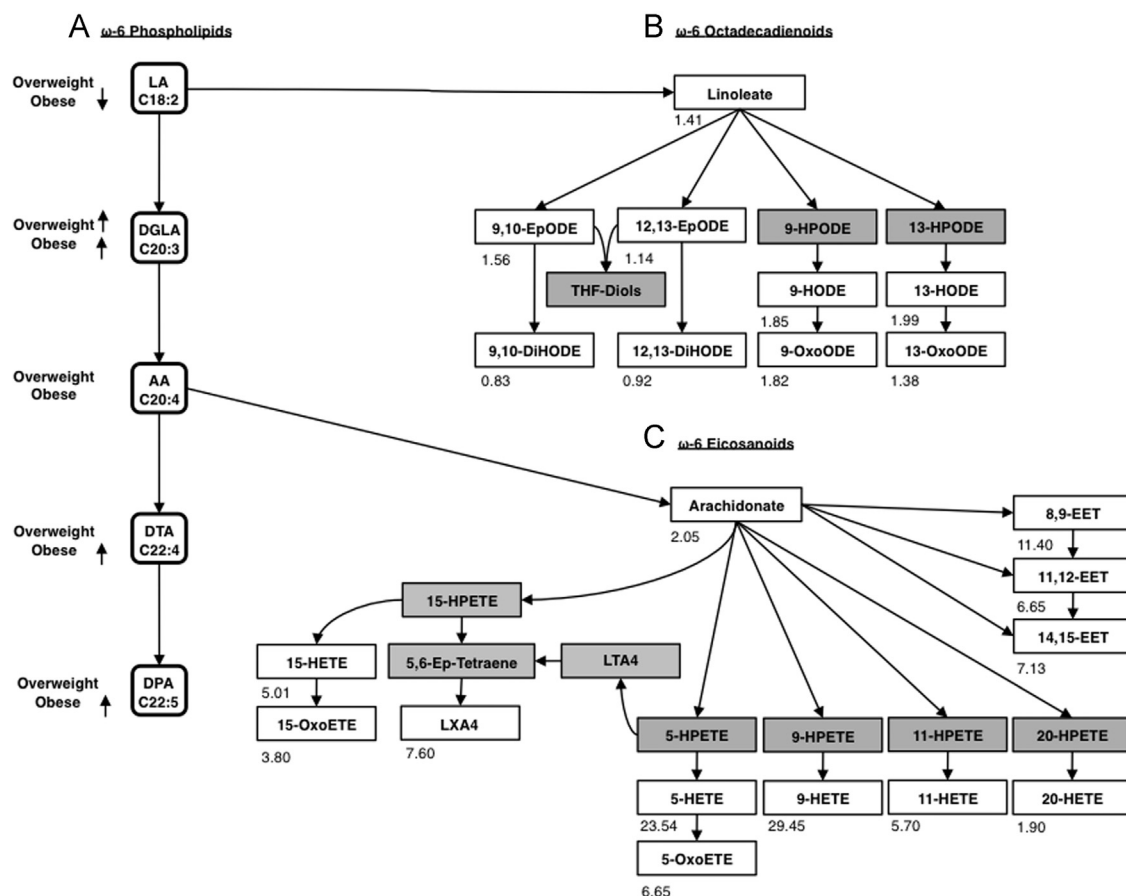 A ω-6 Phospholipids
Overweight
Obese
LA
C18:2
Overweight
Obese
DGLA
C20:3
Overweight
Obese
AA
C20:4
Overweight
Obese
DTA
C22:4
Overweight
Obese
DPA
C22:5
B ω-6 Octadecadienoids
Linoleate
1.41
9,10-EpODE
1.56
12,13-EpODE
1.14
9-HPODE
13-HPODE
THF-Diols
9-HODE
1.85
13-HODE
1.99
9,10-DiHODE
0.83
12,13-DiHODE
0.92
9-OxoODE
1.82
13-OxoODE
1.38
C ω-6 Eicosanoids
Arachidonate
2.05
8,9-EET
11.40
11,12-EET
6.65
14,15-EET
7.13
15-HPETE
15-HETE
5.01
5,6-Ep-Tetraene
LTA4
15-OxoETE
3.80
LXA4
7.60
5-HPETE
9-HPETE
11-HPETE
20-HPETE
5-HETE
23.54
9-HETE
29.45
11-HETE
5.70
20-HETE
1.90
5-OxoETE
6.65